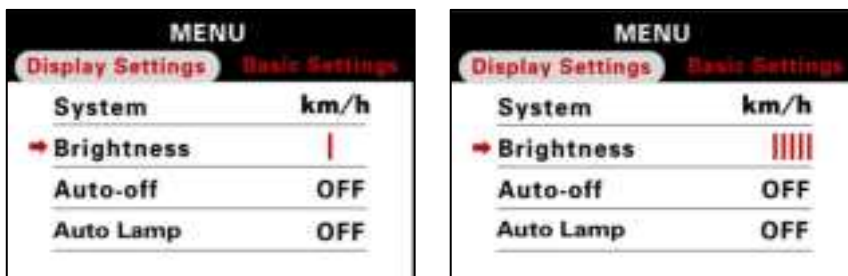 MENU
Display Settings Basic Settings
System km/h
Brightness |
Auto-off OFF
Auto Lamp OFF
MENU
Display Settings Basic Settings
System km/h
Brightness |||||
Auto-off OFF
Auto Lamp OFF